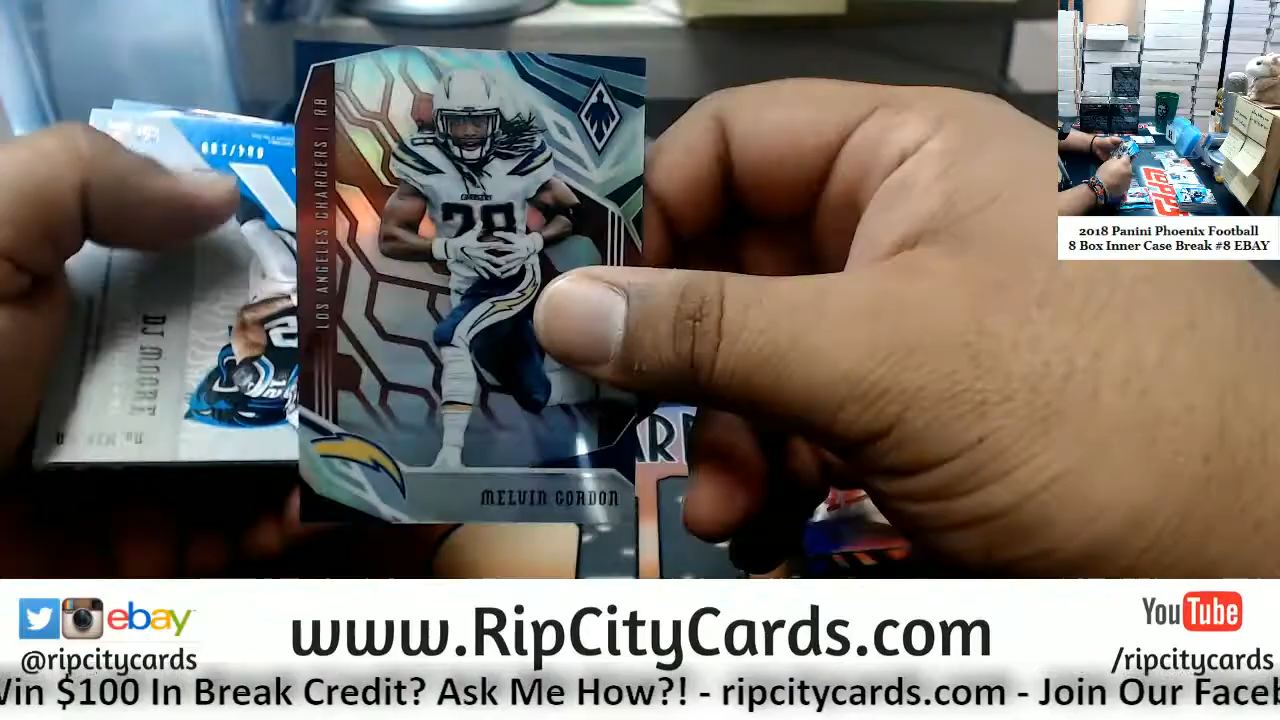 LOS ANGELES CHARGERS | RB
CHARGERS
28
MELVIN GORDON
DJ MOORE
2018 Panini Phoenix Football
8 Box Inner Case Break #8 EBAY
ebay
www.RipCityCards.com
YouTube
@ripcitycards
/ripcitycards
Win $100 In Break Credit? Ask Me How?! - ripcitycards.com - Join Our Faceb